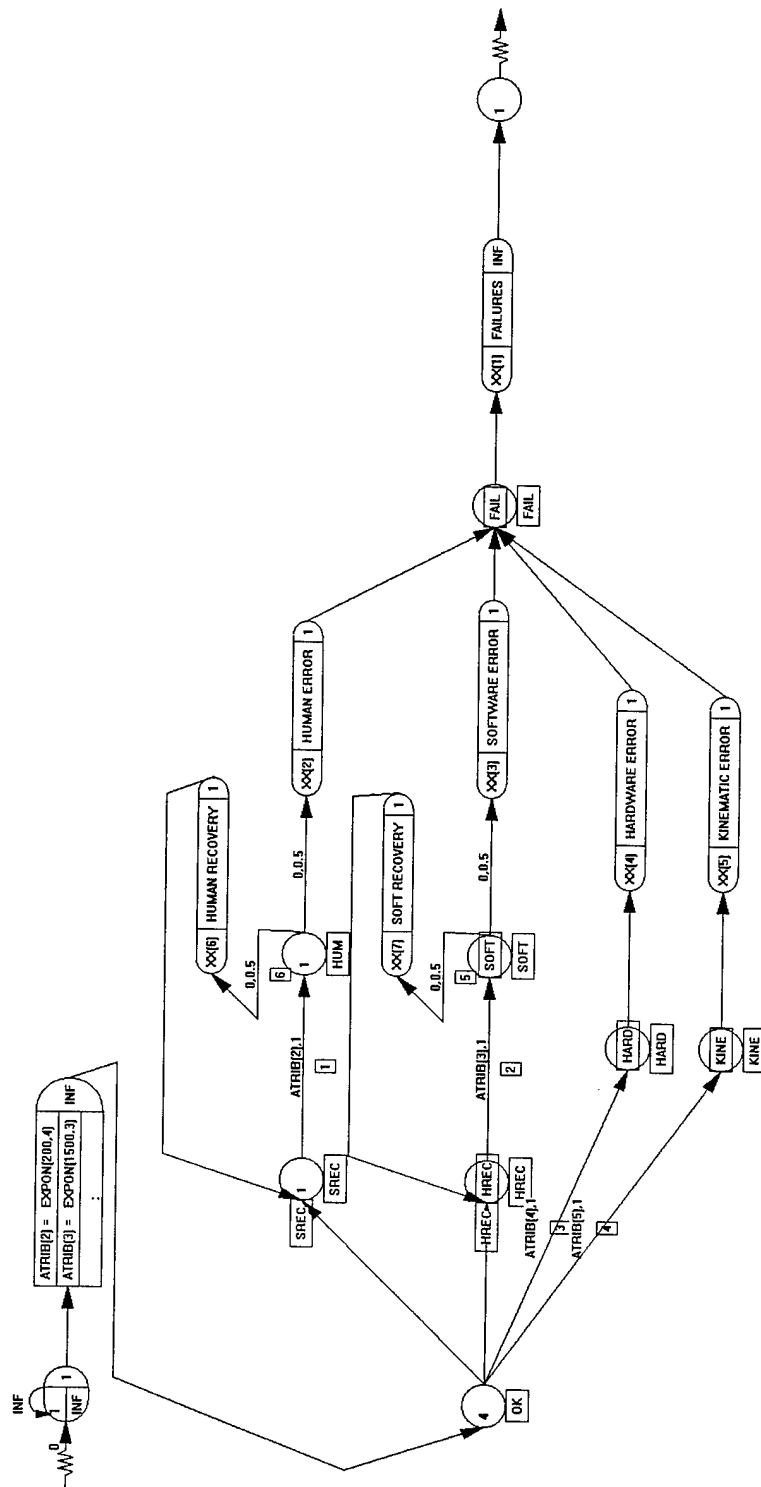 INF
0
1
INF
1
ATRIB[2] = EXPON(200,4)
ATRIB[3] = EXPON(1500,3)
:
INF
4
OK
SREC
1
SREC
ATRIB[2],1
1
6
1
HUM
0,0.5
XX[6] HUMAN RECOVERY 1
0,0.5
XX[2] HUMAN ERROR 1
HREC
HREC
HREC
ATRIB[3],1
2
5
SOFT
SOFT
0,0.5
XX[7] SOFT RECOVERY 1
0,0.5
XX[3] SOFTWARE ERROR 1
ATRIB[4],1
3
HARD
HARD
XX[4] HARDWARE ERROR 1
ATRIB[5],1
4
KINE
KINE
XX[5] KINEMATIC ERROR 1
FAIL
FAIL
XX[1] FAILURES INF
1